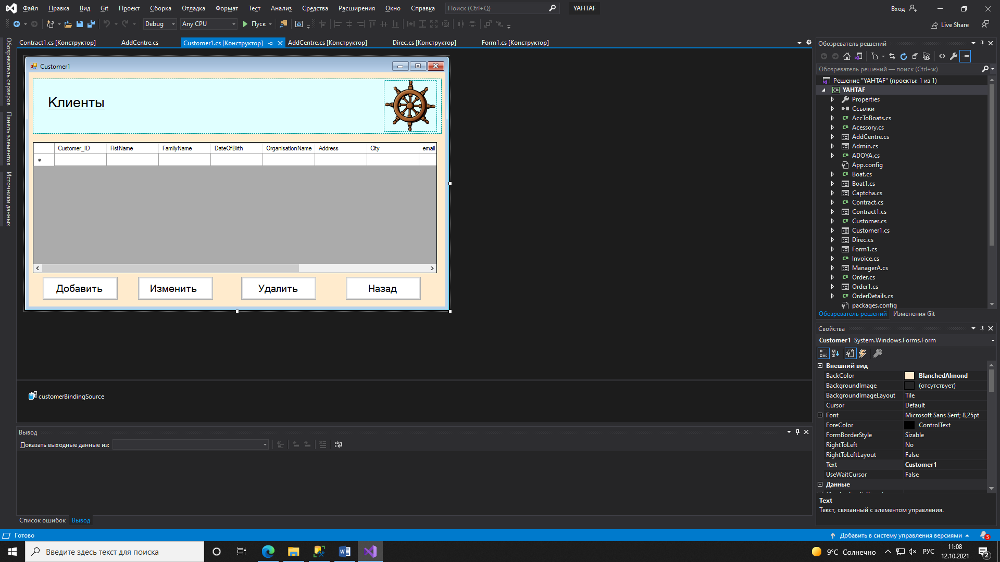 Файл Правка Вид Git Проект Сборка Отладка Формат Тест Анализ Средства Расширения Окно Справка Поиск (Ctrl+Q) YAHTAF Вход
Debug Any CPU Пуск Live Share
Contract1.cs [Конструктор] AddCentre.cs Customer1.cs [Конструктор] AddCentre.cs [Конструктор] Direc.cs [Конструктор] Form1.cs [Конструктор]
Обозреватель серверов
Панель элементов
Источники данных
Customer1
Клиенты
Customer_ID FistName FamilyName DateOfBirth OrganisationName Address City email
Добавить Изменить Удалить Назад
customerBindingSource
Вывод
Показать выходные данные из:
Список ошибок Вывод
Обозреватель решений
Обозреватель решений — поиск (Ctrl+ж)
Решение "YAHTAF" (проекты: 1 из 1)
YAHTAF
Properties
Ссылки
AccToBoats.cs
Acessory.cs
AddCentre.cs
Admin.cs
ADOYA.cs
App.config
Boat.cs
Boat1.cs
Captcha.cs
Contract.cs
Contract1.cs
Customer.cs
Customer1.cs
Direc.cs
Form1.cs
Invoice.cs
ManagerA.cs
Order.cs
Order1.cs
OrderDetails.cs
packages.config
Обозреватель решений Изменения Git
Свойства
Customer1 System.Windows.Forms.Form
Внешний вид
BackColor BlanchedAlmond
BackgroundImage (отсутствует)
BackgroundImageLayout Tile
Cursor Default
Font Microsoft Sans Serif; 8,25pt
ForeColor ControlText
FormBorderStyle Sizable
RightToLeft No
RightToLeftLayout False
Text Customer1
UseWaitCursor False
Данные
Text
Текст, связанный с элементом управления.
Готово Добавить в систему управления версиями 3
Введите здесь текст для поиска 9°C Солнечно РУС 11:08
12.10.2021 2